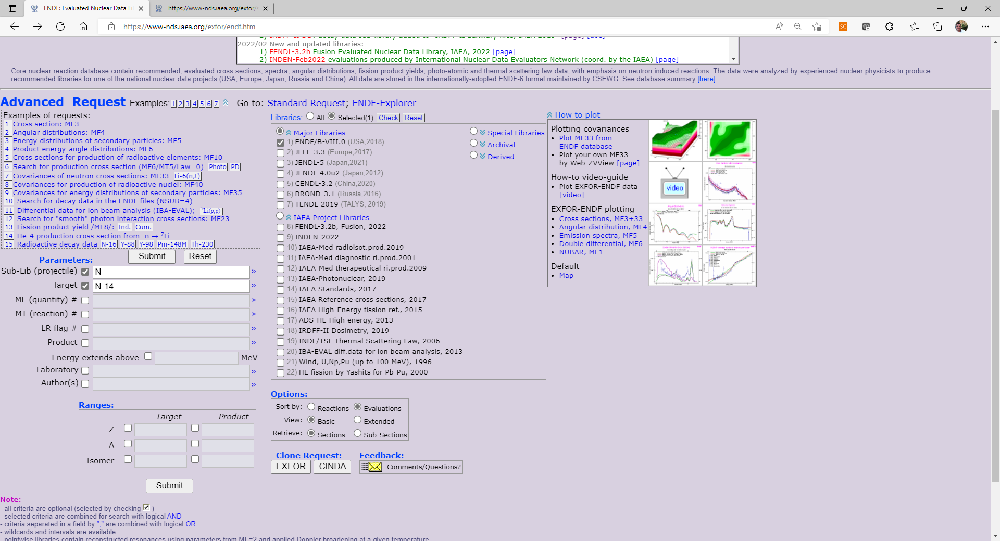 ENDF: Evaluated Nuclear Data Fi
https://www-nds.iaea.org/exfor/
https://www-nds.iaea.org/exfor/endf.htm
2022/02 New and updated libraries:
1) FENDL-3.2b Fusion Evaluated Nuclear Data Library, IAEA, 2022 [page]
2) INDEN-Feb2022 evaluations produced by International Nuclear Data Evaluators Network (coord. by the IAEA) [page]
Core nuclear reaction database contain recommended, evaluated cross sections, spectra, angular distributions, fission product yields, photo-atomic and thermal scattering law data, with emphasis on neutron induced reactions. The data were analyzed by experienced nuclear physicists to produce
recommended libraries for one of the national nuclear data projects (USA, Europe, Japan, Russia and China). All data are stored in the internationally-adopted ENDF-6 format maintained by CSEWG. See database summary [here].
Advanced Request Examples: 1 2 3 4 5 6 7 Go to: Standard Request; ENDF-Explorer
Examples of requests:
1 Cross section: MF3
2 Angular distributions: MF4
3 Energy distributions of secondary particles: MF5
4 Product energy-angle distributions: MF6
5 Cross sections for production of radioactive elements: MF10
6 Search for production cross section (MF6/MT5/Law=0) Photo PD
7 Covariances of neutron cross sections: MF33 Li-6(n,t)
8 Covariances for production of radioactive nuclei: MF40
9 Covariances for energy distributions of secondary particles: MF35
10 Search for decay data in the ENDF files (NSUB=4)
11 Differential data for ion beam analysis (IBA-EVAL); 7Li(p,p)
12 Search for "smooth" photon interaction cross sections: MF23
13 Fission product yield /MF8/: Ind. Cum.
14 He-4 production cross section from n → 7Li
15 Radioactive decay data N-16 Y-88 Y-98 Pm-148M Th-230
Parameters: Submit Reset
Sub-Lib (projectile) N »
Target N-14 »
MF (quantity) # »
MT (reaction) # »
LR flag # »
Product »
Energy extends above MeV
Laboratory »
Author(s) »
Ranges:
Target Product
Z
A
Isomer
Submit
Note:
- all criteria are optional (selected by checking )
- selected criteria are combined for search with logical AND
- criteria separated in a field by ";" are combined with logical OR
- wildcards and intervals are available
- pointwise libraries contain reconstructed resonances using parameters from MF=2 and applied Doppler broadening at a given temperature
Libraries: All Selected(1) Check Reset
Major Libraries
1) ENDF/B-VIII.0 (USA,2018)
2) JEFF-3.3 (Europe,2017)
3) JENDL-5 (Japan,2021)
4) JENDL-4.0u2 (Japan,2012)
5) CENDL-3.2 (China,2020)
6) BROND-3.1 (Russia,2016)
7) TENDL-2019 (TALYS, 2019)
IAEA Project Libraries
8) FENDL-3.2b, Fusion, 2022
9) INDEN-2022
10) IAEA-Med radioisot.prod.2019
11) IAEA-Med diagnostic ri.prod.2001
12) IAEA-Med therapeutical ri.prod.2009
13) IAEA-Photonuclear, 2019
14) IAEA Standards, 2017
15) IAEA Reference cross sections, 2017
16) IAEA High-Energy fission ref., 2015
17) ADS-HE High energy, 2013
18) IRDFF-II Dosimetry, 2019
19) INDL/TSL Thermal Scattering Law, 2006
20) IBA-EVAL diff.data for ion beam analysis, 2013
21) Wind, U,Np,Pu (up to 100 MeV), 1996
22) HE fission by Yashits for Pb-Pu, 2000
Special Libraries
Archival
Derived
Options:
Sort by: Reactions Evaluations
View: Basic Extended
Retrieve: Sections Sub-Sections
Clone Request: Feedback:
EXFOR CINDA Comments/Questions?
How to plot
Plotting covariances
• Plot MF33 from
ENDF database
• Plot your own MF33
by Web-ZVView [page]
How-to video-guide
• Plot EXFOR-ENDF data
[video]
EXFOR-ENDF plotting
• Cross sections, MF3+33
• Angular distribution, MF4
• Emission spectra, MF5
• Double differential, MF6
• NUBAR, MF1
Default
• Map
video